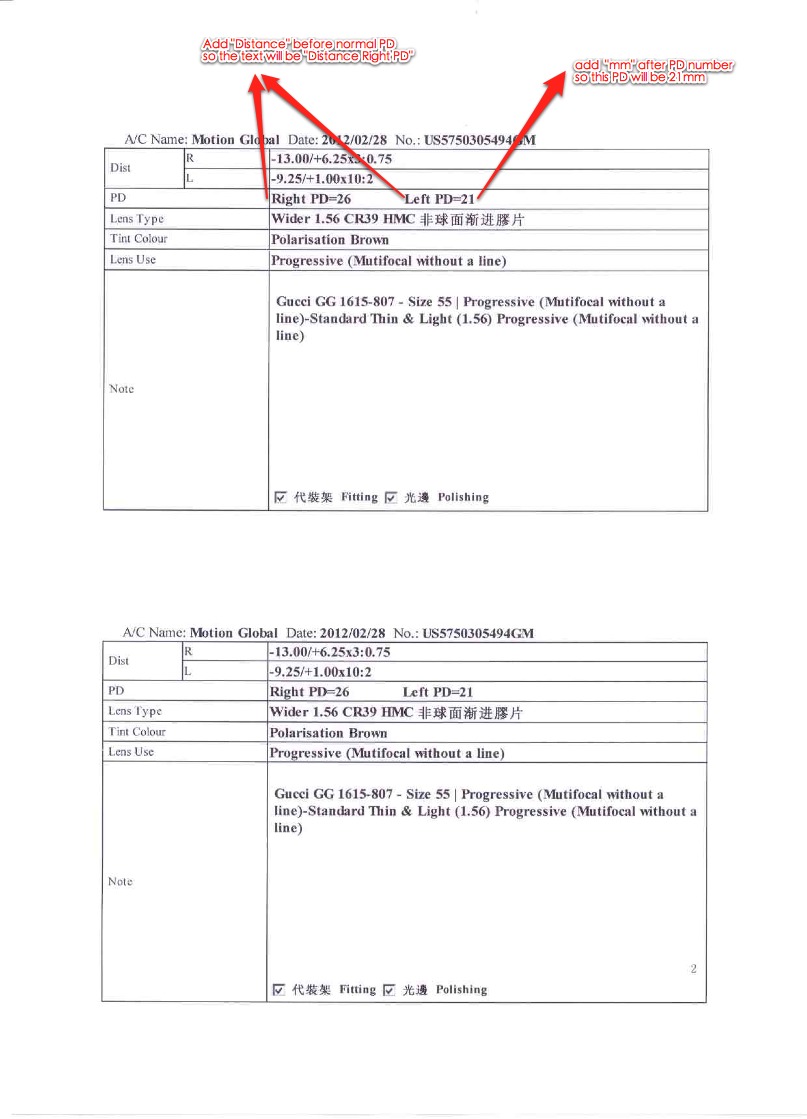 Add "Distance" before normal PD
so the text will be "Distance Right PD"
add "mm" after PD number
so this PD will be 21mm
A/C Name: Motion Global Date: 2012/02/28 No.: US5750305494GM
Dist R -13.00/+6.25x3:0.75
L -9.25/+1.00x10:2
PD Right PD=26 Left PD=21
Lens Type Wider 1.56 CR39 HMC 非球面渐进膠片
Tint Colour Polarisation Brown
Lens Use Progressive (Mutifocal without a line)
Gucci GG 1615-807 - Size 55 | Progressive (Mutifocal without a
line)-Standard Thin & Light (1.56) Progressive (Mutifocal without a
line)
Note
代裝架 Fitting 光邊 Polishing
A/C Name: Motion Global Date: 2012/02/28 No.: US5750305494GM
Dist R -13.00/+6.25x3:0.75
L -9.25/+1.00x10:2
PD Right PD=26 Left PD=21
Lens Type Wider 1.56 CR39 HMC 非球面渐进膠片
Tint Colour Polarisation Brown
Lens Use Progressive (Mutifocal without a line)
Gucci GG 1615-807 - Size 55 | Progressive (Mutifocal without a
line)-Standard Thin & Light (1.56) Progressive (Mutifocal without a
line)
Note
2
代裝架 Fitting 光邊 Polishing